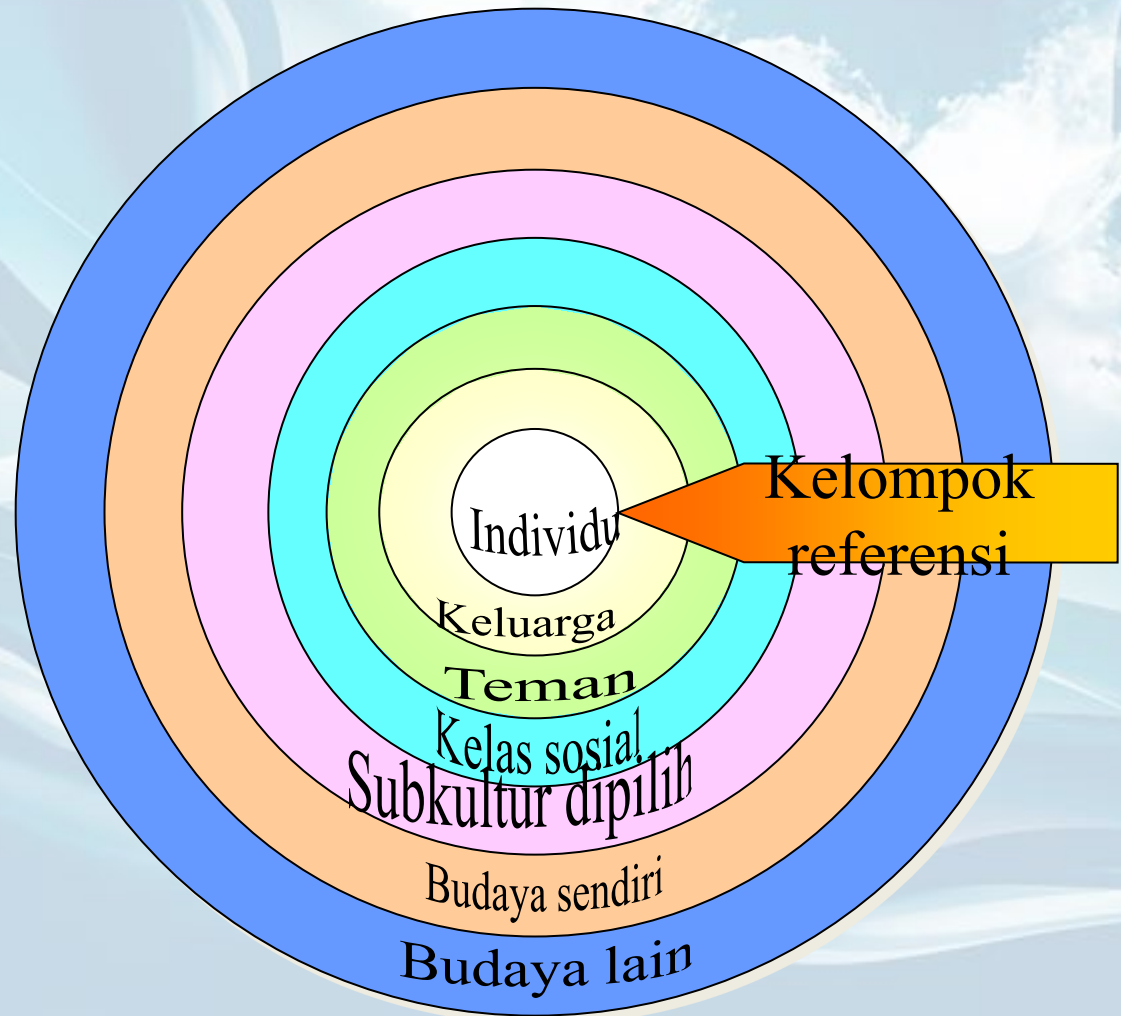 Kelompok
referensi
Individu
Keluarga
Teman
Kelas sosial
Subkultur dipilih
Budaya sendiri
Budaya lain